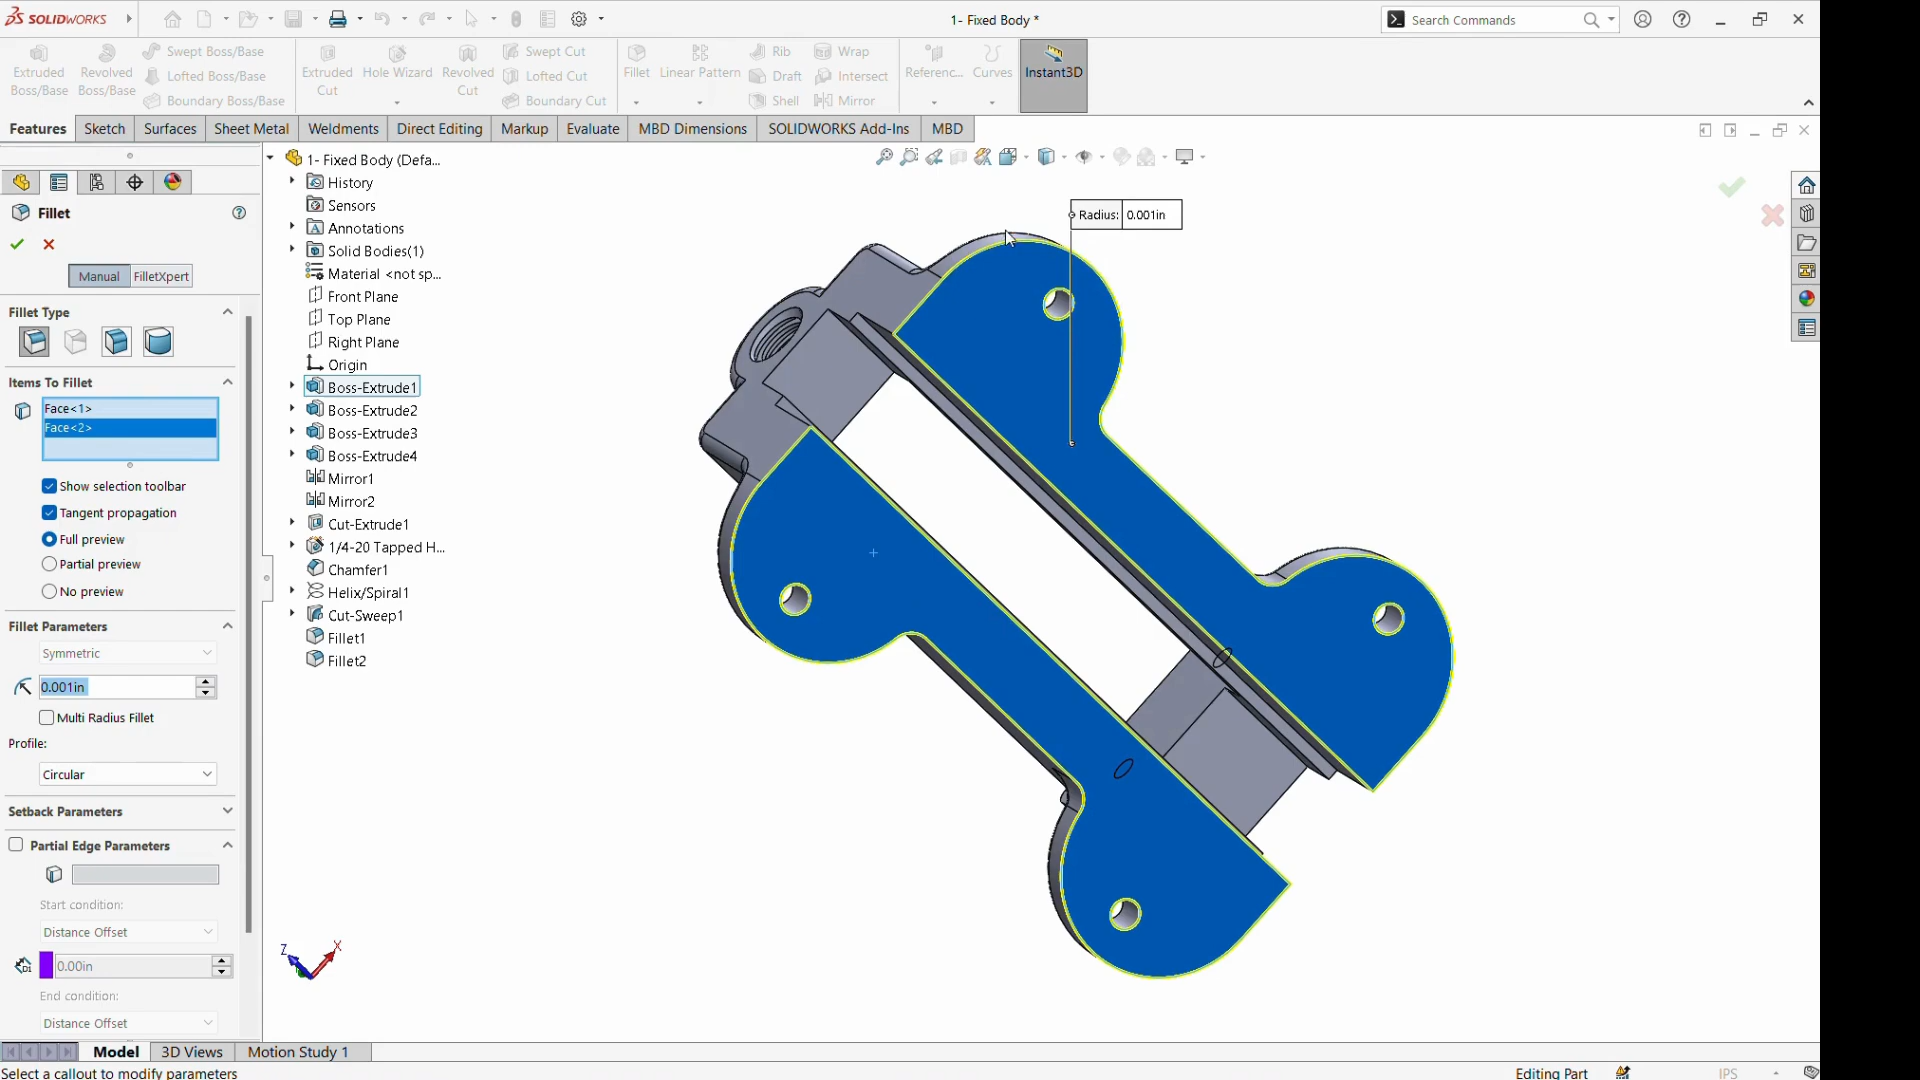 SOLIDWORKS
1- Fixed Body *
Search Commands
Extruded Boss/Base
Revolved Boss/Base
Swept Boss/Base
Lofted Boss/Base
Boundary Boss/Base
Extruded Cut
Hole Wizard
Revolved Cut
Swept Cut
Lofted Cut
Boundary Cut
Fillet
Linear Pattern
Rib
Draft
Shell
Wrap
Intersect
Mirror
Referenc...
Curves
Instant3D
Features
Sketch
Surfaces
Sheet Metal
Weldments
Direct Editing
Markup
Evaluate
MBD Dimensions
SOLIDWORKS Add-Ins
MBD
Fillet
Manual
FilletXpert
Fillet Type
Items To Fillet
Face<1>
Face<2>
Show selection toolbar
Tangent propagation
Full preview
Partial preview
No preview
Fillet Parameters
Symmetric
0.001in
Multi Radius Fillet
Profile:
Circular
Setback Parameters
Partial Edge Parameters
Start condition:
Distance Offset
0.00in
End condition:
Distance Offset
1- Fixed Body (Defa...
History
Sensors
Annotations
Solid Bodies(1)
Material <not sp...
Front Plane
Top Plane
Right Plane
Origin
Boss-Extrude1
Boss-Extrude2
Boss-Extrude3
Boss-Extrude4
Mirror1
Mirror2
Cut-Extrude1
1/4-20 Tapped H...
Chamfer1
Helix/Spiral1
Cut-Sweep1
Fillet1
Fillet2
Radius: 0.001in
Z
X
Model
3D Views
Motion Study 1
Select a callout to modify parameters
Editing Part
IPS